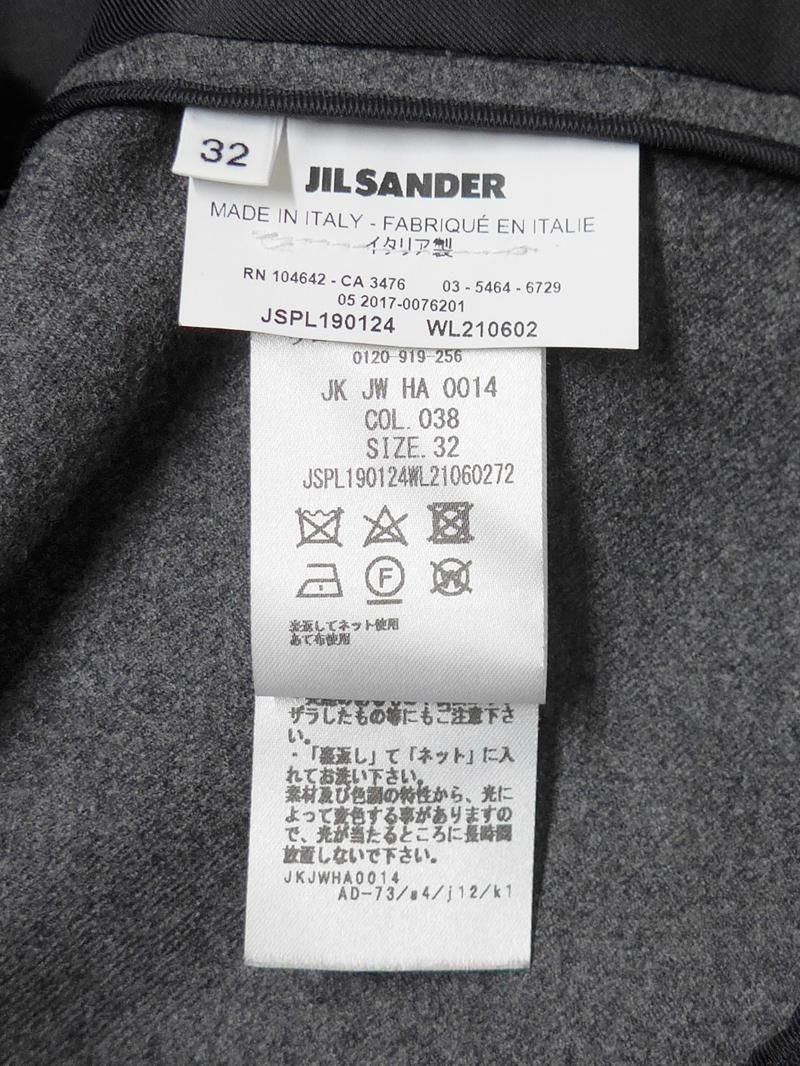 32
JIL SANDER
MADE IN ITALY - FABRIQUÉ EN ITALIE
イタリア製
RN 104642 - CA 3476 03 - 5464 - 6729
05 2017-0076201
JSPL190124 WL210602
0120 919 256
JK JW HA 0014
COL. 038
SIZE. 32
JSPL190124WL21060272
F
W
裏返してネット使用
あて布使用
ザラしたもの等にもご注意下さ
い。
・「裏返し」て「ネット」に入
れてお洗い下さい。
素材及び色調の特性から、光に
よって変色する事がありますの
で、光が当たるところに長時間
放置しないで下さい。
JKJWHA0014
AD-73/s4/j12/k1